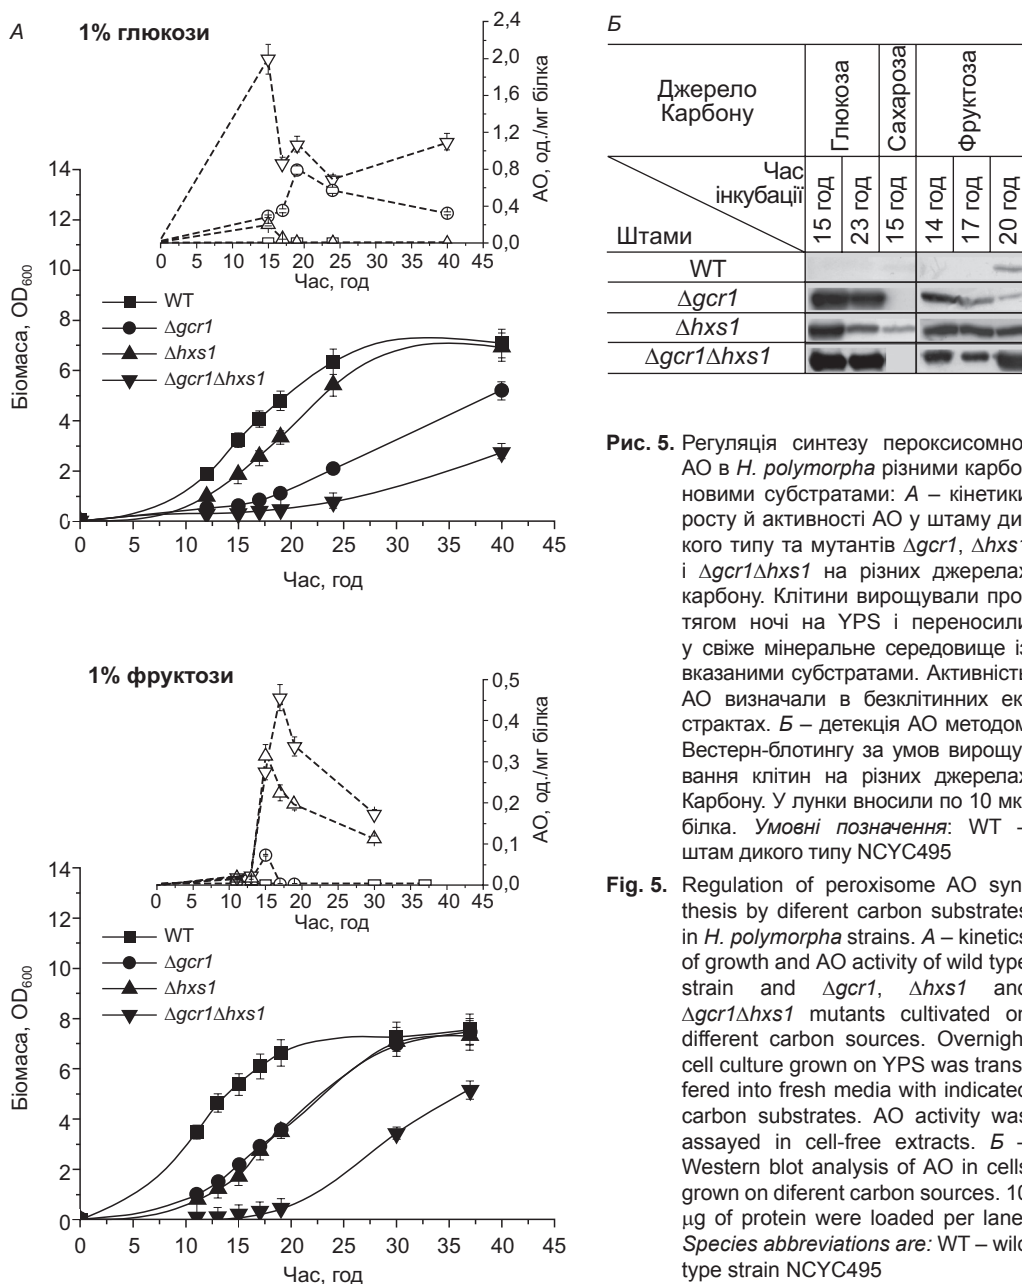 А
1% глюкози
2,4
2,0
1,6
1,2
0,8
0,4
0,0
АО, од./мг білка
0 5 10 15 20 25 30 35 40 45
Час, год
14
12
10
8
6
4
2
0
Біомаса, OD600
WT
Δgcr1
Δhxs1
Δgcr1Δhxs1
0 5 10 15 20 25 30 35 40 45
Час, год
1% фруктози
0,5
0,4
0,3
0,2
0,1
0,0
АО, од./мг білка
0 5 10 15 20 25 30 35 40 45
Час, год
14
12
10
8
6
4
2
0
Біомаса, OD600
WT
Δgcr1
Δhxs1
Δgcr1Δhxs1
0 5 10 15 20 25 30 35 40 45
Час, год
Б
Джерело
Карбону
Глюкоза
Сахароза
Фруктоза
Час
інкубації
Штами
15 год
23 год
15 год
14 год
17 год
20 год
WT
Δgcr1
Δhxs1
Δgcr1Δhxs1
Рис. 5. Регуляція синтезу пероксисомно
АО в H. polymorpha різними карбо
новими субстратами: А – кінетики
росту й активності АО у штаму ди
кого типу та мутантів Δgcr1, Δhxs1
і Δgcr1Δhxs1 на різних джерелах
карбону. Клітини вирощували про
тягом ночі на YPS і переносили
у свіже мінеральне середовище із
вказаними субстратами. Активність
АО визначали в безклітинних ек
страктах. Б – детекція АО методом
Вестерн-блотингу за умов вирощу
вання клітин на різних джерелах
Карбону. У лунки вносили по 10 мк
білка. Умовні позначення: WT –
штам дикого типу NCYC495
Fig. 5. Regulation of peroxisome AO syn
thesis by diferent carbon substrates
in H. polymorpha strains. A – kinetics
of growth and AO activity of wild type
strain and Δgcr1, Δhxs1 and
Δgcr1Δhxs1 mutants cultivated on
different carbon sources. Overnigh
cell culture grown on YPS was trans
fered into fresh media with indicated
carbon substrates. AO activity was
assayed in cell-free extracts. Б –
Western blot analysis of AO in cells
grown on diferent carbon sources. 10
μg of protein were loaded per lane
Species abbreviations are: WT – wild
type strain NCYC495